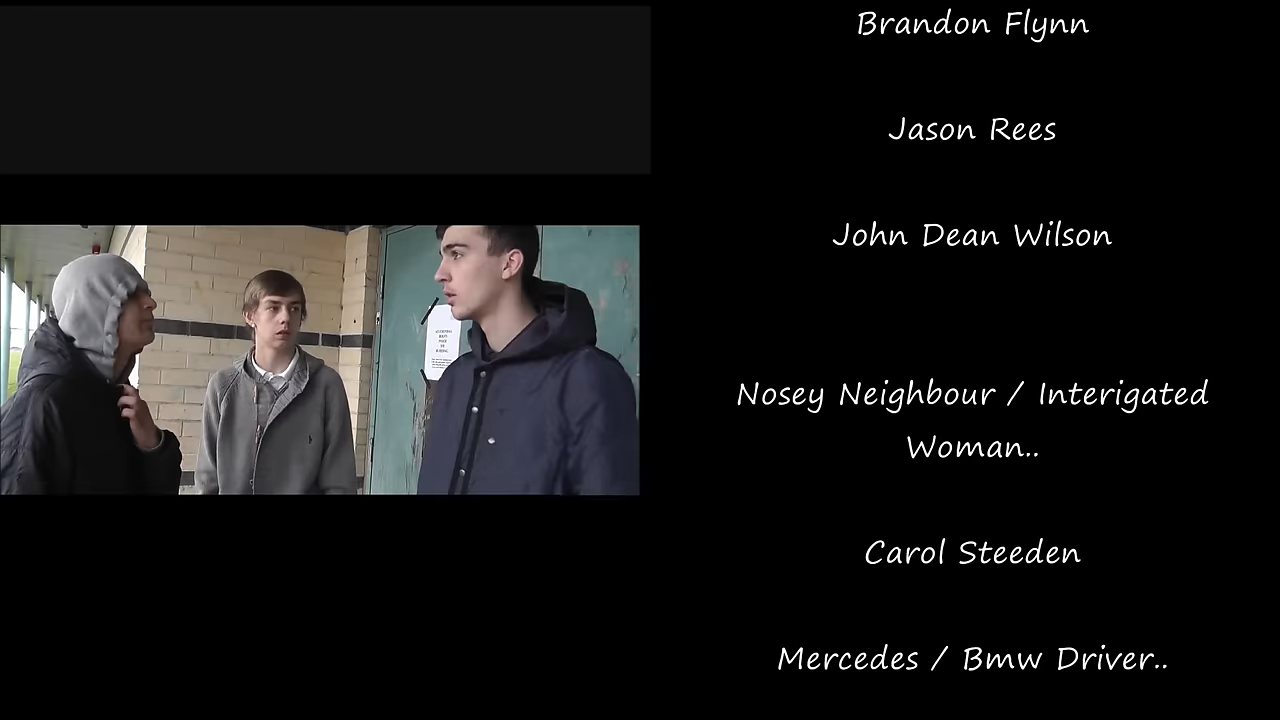 Brandon Flynn
Jason Rees
John Dean Wilson
Nosey Neighbour / Interigated
Woman..
Carol Steeden
Mercedes / Bmw Driver..